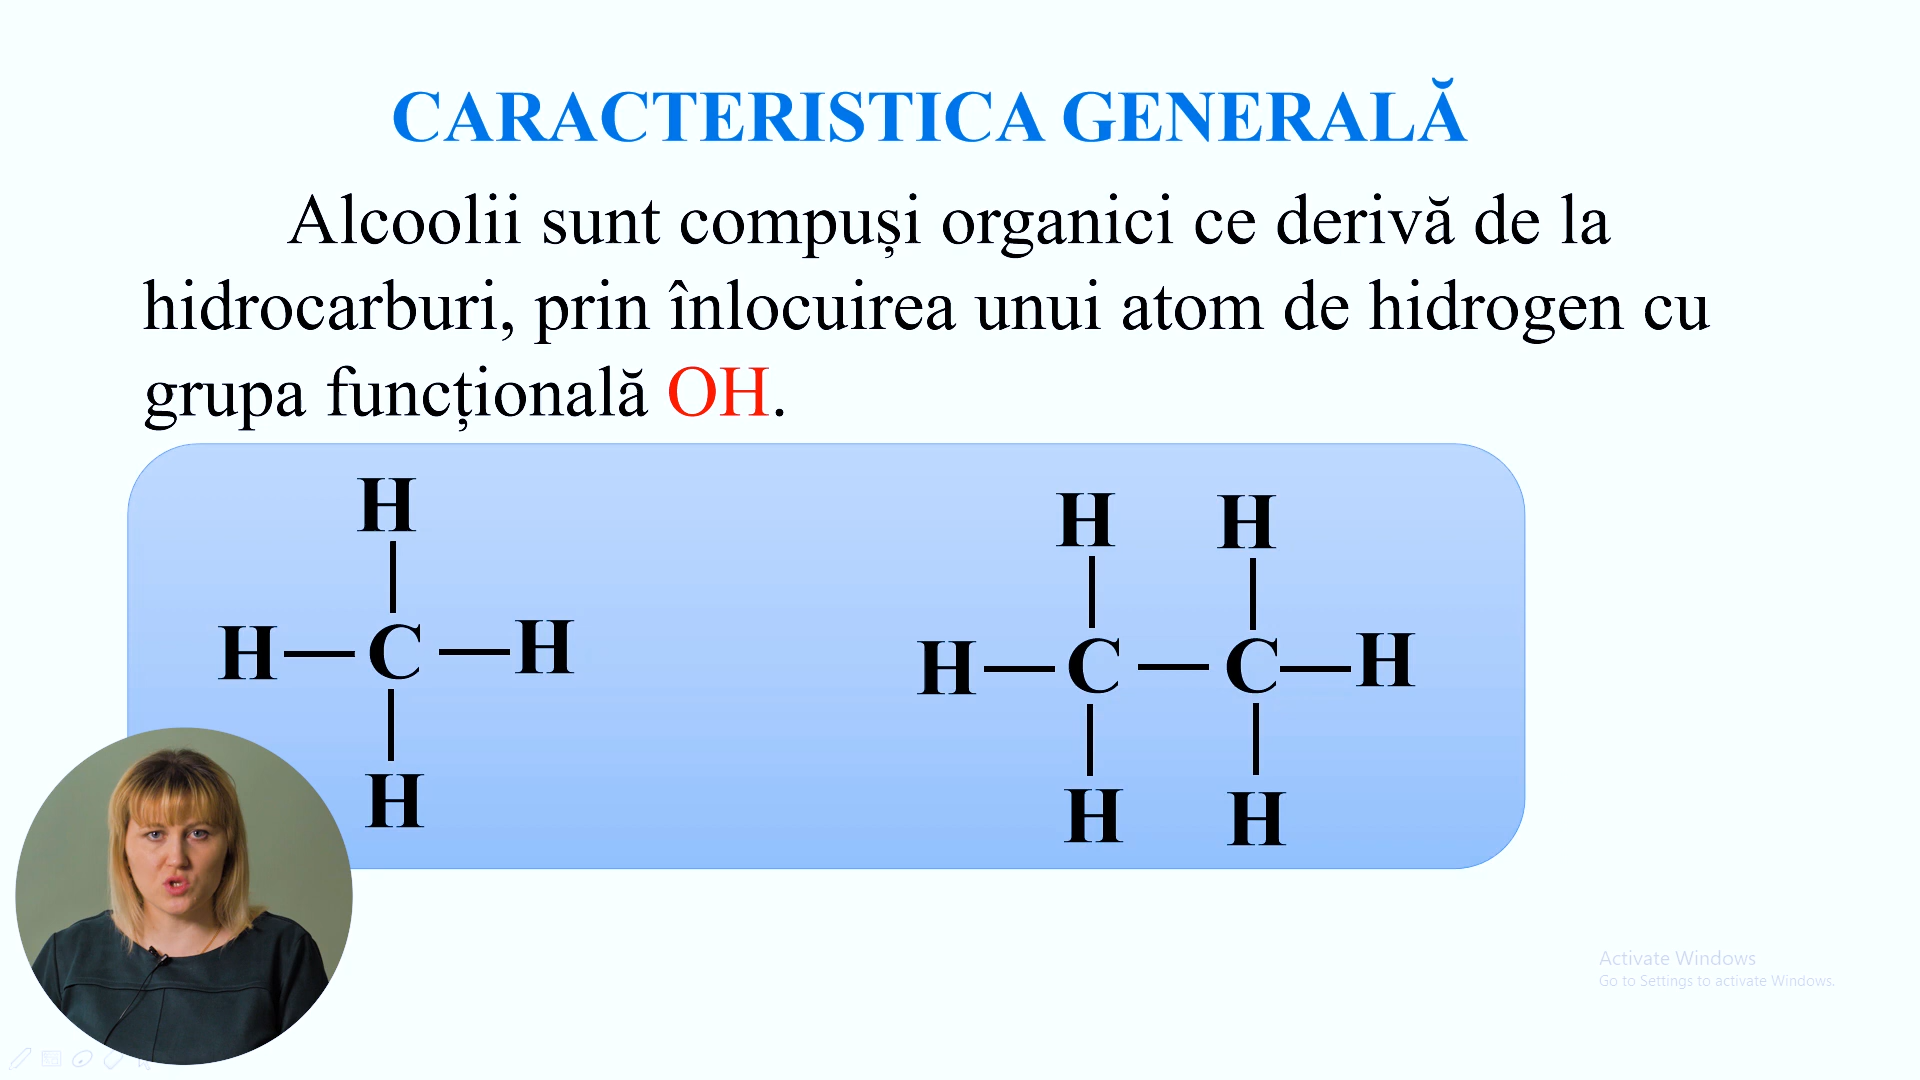 CARACTERISTICA GENERALĂ
Alcoolii sunt compuși organici ce derivă de la
hidrocarburi, prin înlocuirea unui atom de hidrogen cu
grupa funcțională OH.
H H H
H — C — H H — C — C — H
H H H
Activate Windows
Go to Settings to activate Windows.